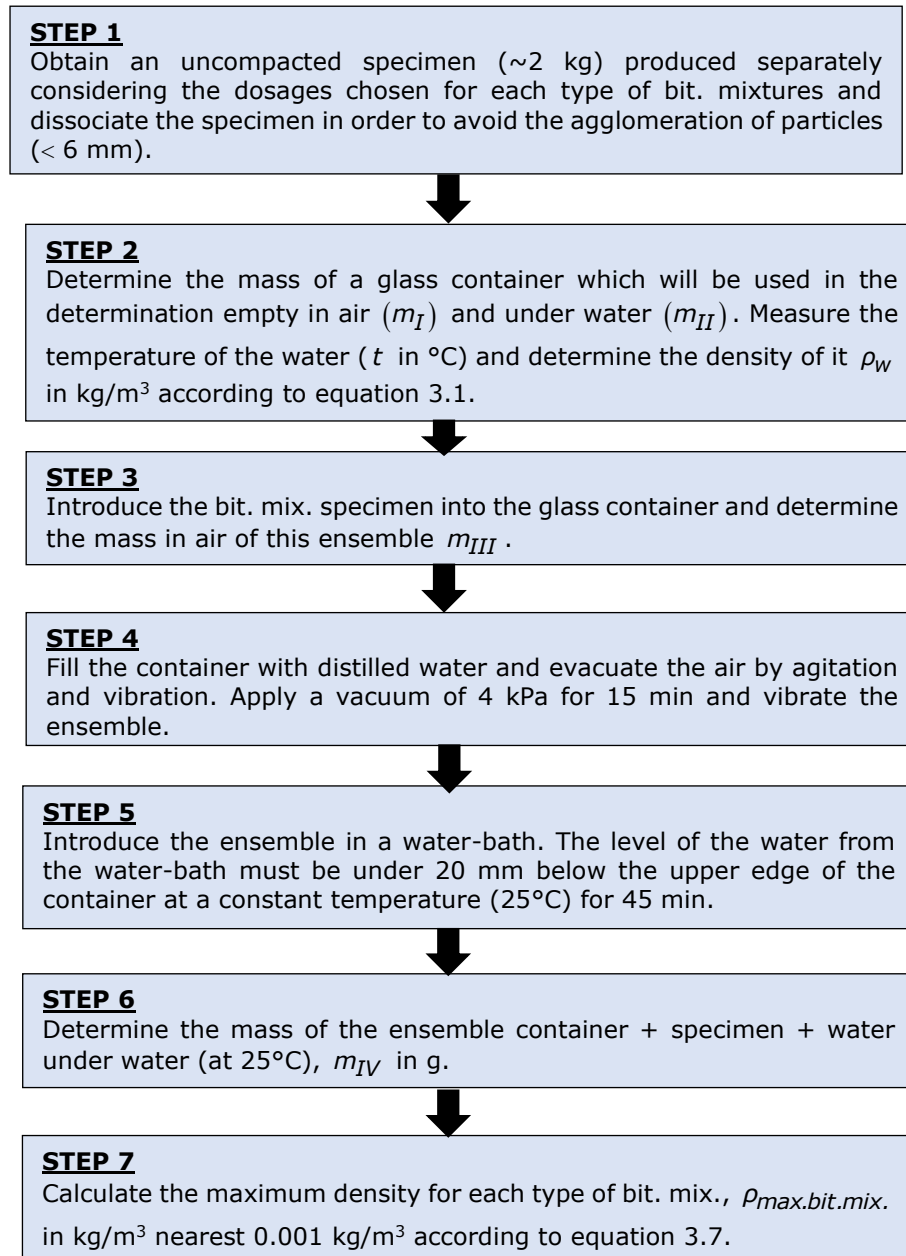 STEP 1
Obtain an uncompacted specimen (~2 kg) produced separately
considering the dosages chosen for each type of bit. mixtures and
dissociate the specimen in order to avoid the agglomeration of particles
(< 6 mm).
STEP 2
Determine the mass of a glass container which will be used in the
determination empty in air (m_I) and under water (m_II). Measure the
temperature of the water (t in °C) and determine the density of it ρ_w
in kg/m³ according to equation 3.1.
STEP 3
Introduce the bit. mix. specimen into the glass container and determine
the mass in air of this ensemble m_III .
STEP 4
Fill the container with distilled water and evacuate the air by agitation
and vibration. Apply a vacuum of 4 kPa for 15 min and vibrate the
ensemble.
STEP 5
Introduce the ensemble in a water-bath. The level of the water from
the water-bath must be under 20 mm below the upper edge of the
container at a constant temperature (25°C) for 45 min.
STEP 6
Determine the mass of the ensemble container + specimen + water
under water (at 25°C), m_IV in g.
STEP 7
Calculate the maximum density for each type of bit. mix., ρ_max.bit.mix.
in kg/m³ nearest 0.001 kg/m³ according to equation 3.7.